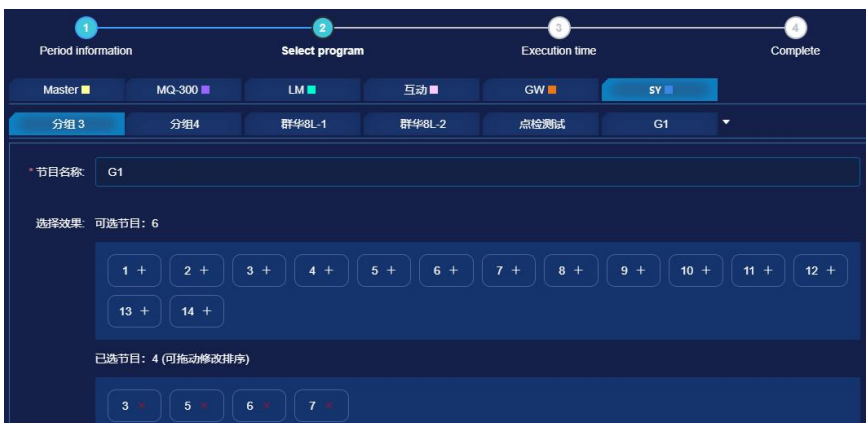 1 2 3 4
Period information Select program Execution time Complete
Master MQ-300 LM 互动 GW SY
分组 3 分组4 群华8L-1 群华8L-2 点检测试 G1
*节目名称: G1
选择效果: 可选节目：6
1 + 2 + 3 + 4 + 5 + 6 + 7 + 8 + 9 + 10 + 11 + 12 +
13 + 14 +
已选节目：4 (可拖动修改排序)
3 × 5 × 6 × 7 ×